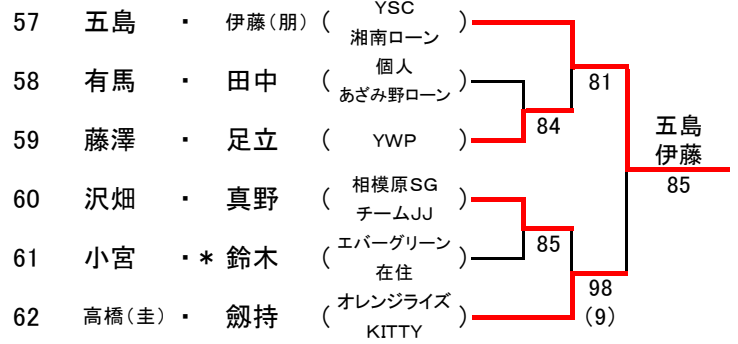 57 五島 ・ 伊藤(朋) ( YSC 湘南ローン )
58 有馬 ・ 田中 ( 個人 あざみ野ローン )
81
59 藤澤 ・ 足立 ( YWP )
84
五島
伊藤
85
60 沢畑 ・ 真野 ( 相模原SG チームJJ )
61 小宮 ・* 鈴木 ( エバーグリーン 在住 )
85
62 高橋(圭) ・ 劔持 ( オレンジライズ KITTY )
98
(9)